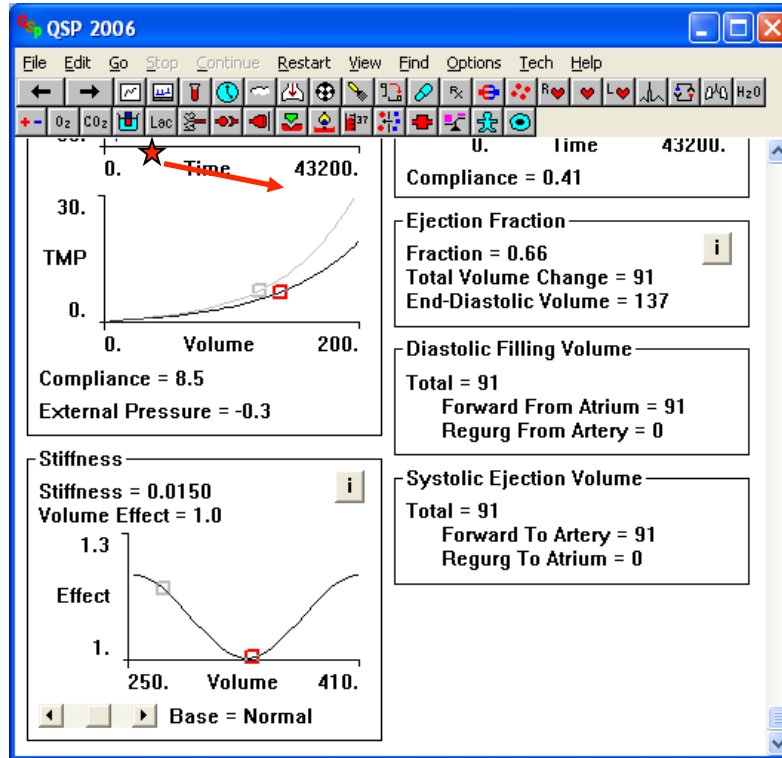 QSP 2006
File Edit Go Stop Continue Restart View Find Options Tech Help
Rx R L H2O
+ - O2 CO2 Lac 37
0. Time 43200.
30.
TMP
0.
0. Volume 200.
Compliance = 8.5
External Pressure = -0.3
Stiffness
Stiffness = 0.0150
i
Volume Effect = 1.0
1.3
Effect
1.
250. Volume 410.
Base = Normal
0. Time 43200.
Compliance = 0.41
Ejection Fraction
Fraction = 0.66
i
Total Volume Change = 91
End-Diastolic Volume = 137
Diastolic Filling Volume
Total = 91
Forward From Atrium = 91
Regurg From Artery = 0
Systolic Ejection Volume
Total = 91
Forward To Artery = 91
Regurg To Atrium = 0